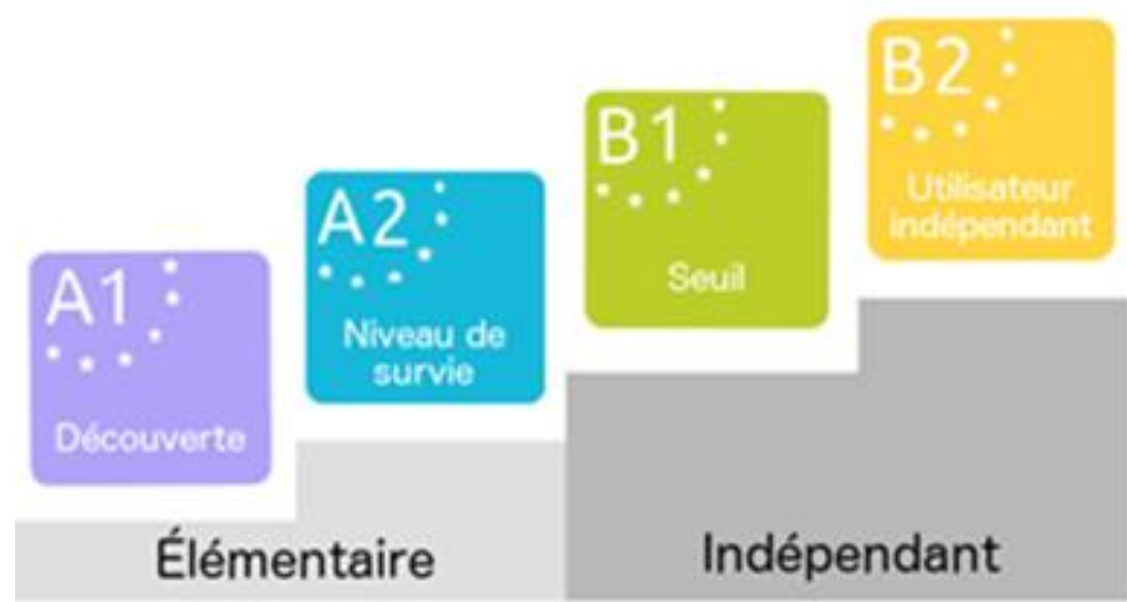 A1
Découverte
A2
Niveau de
survie
B1
Seuil
B2
Utilisateur
indépendant
Élémentaire
Indépendant